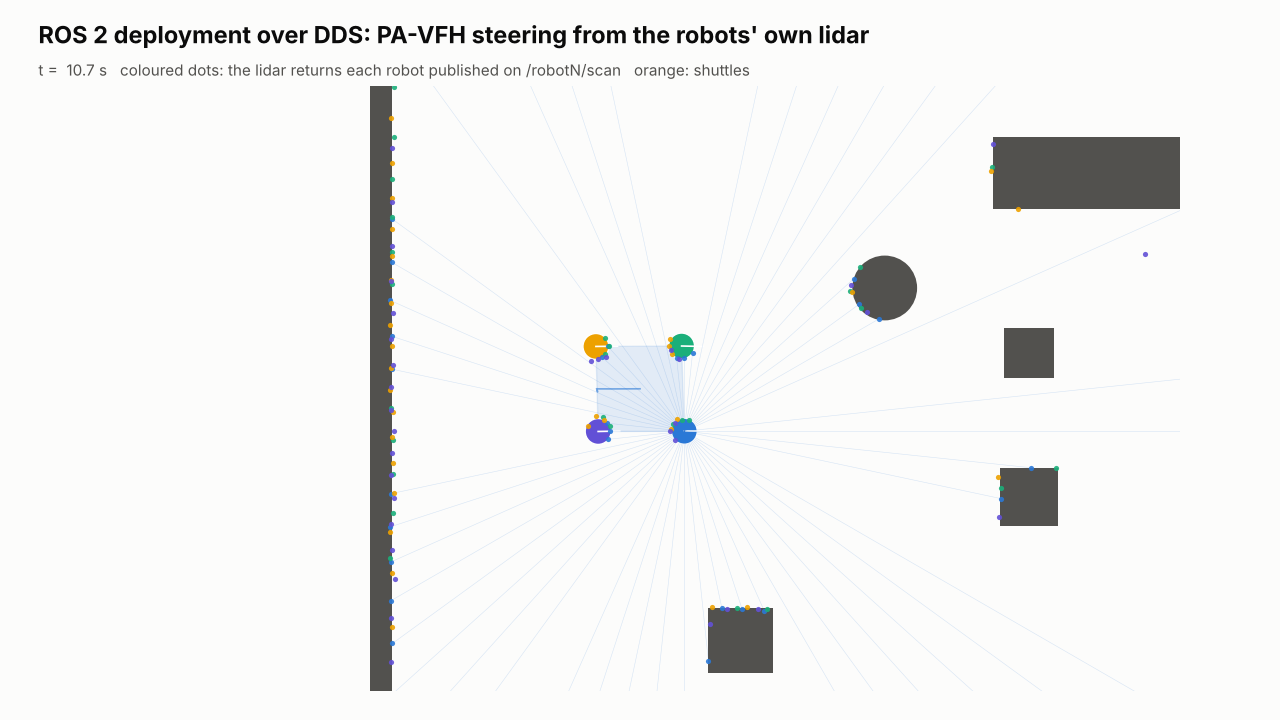 ROS 2 deployment over DDS: PA-VFH steering from the robots' own lidar
t =  10.7 s   coloured dots: the lidar returns each robot published on /robotN/scan   orange: shuttles